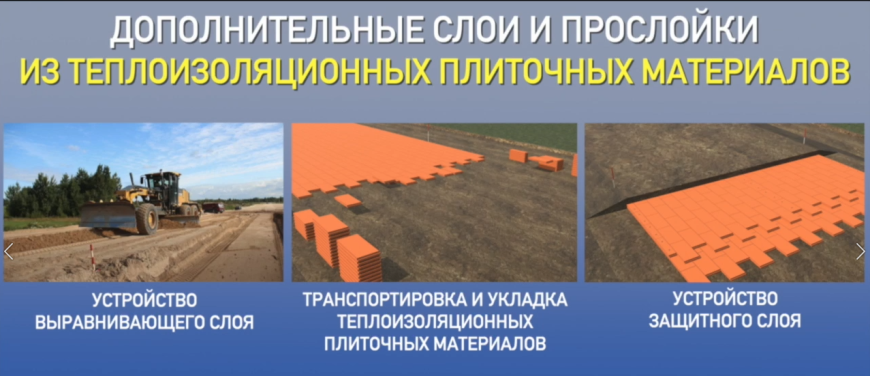 ДОПОЛНИТЕЛЬНЫЕ СЛОИ И ПРОСЛОЙКИ
ИЗ ТЕПЛОИЗОЛЯЦИОННЫХ ПЛИТОЧНЫХ МАТЕРИАЛОВ
УСТРОЙСТВО
ВЫРАВНИВАЮЩЕГО СЛОЯ
ТРАНСПОРТИРОВКА И УКЛАДКА
ТЕПЛОИЗОЛЯЦИОННЫХ
ПЛИТОЧНЫХ МАТЕРИАЛОВ
УСТРОЙСТВО
ЗАЩИТНОГО СЛОЯ